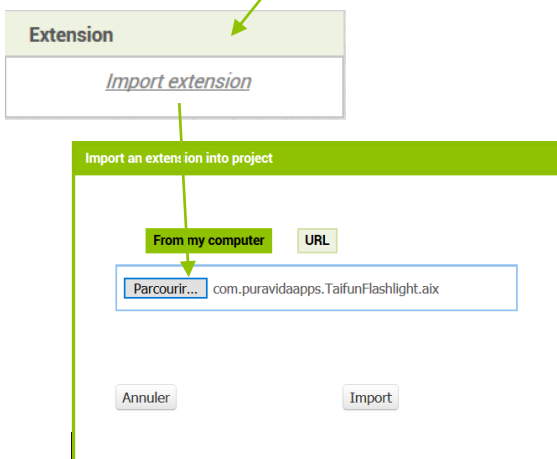 Extension
Import extension
Import an extension into project
From my computer URL
Parcourir... com.puravidaapps.TaifunFlashlight.aix
Annuler Import